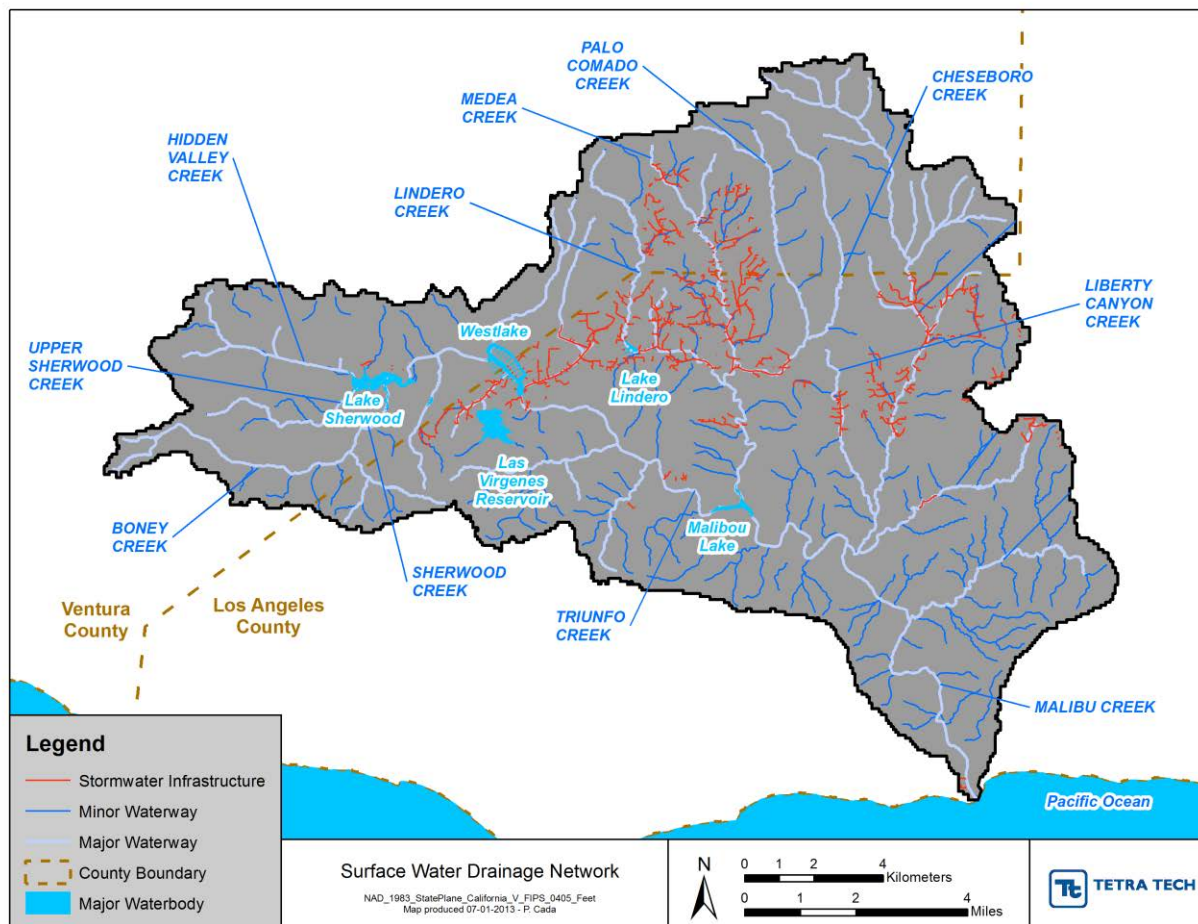 PALO
COMADO
CREEK
CHESEBORO
CREEK
MEDEA
CREEK
HIDDEN
VALLEY
CREEK
LINDERO
CREEK
LIBERTY
CANYON
CREEK
UPPER
SHERWOOD
CREEK
Westlake
Lake
Sherwood
Lake
Lindero
Las
Virgenes
Reservoir
Malibou
Lake
BONEY
CREEK
SHERWOOD
CREEK
TRIUNFO
CREEK
Ventura
County
Los Angeles
County
MALIBU CREEK
Pacific Ocean
Legend
Stormwater Infrastructure
Minor Waterway
Major Waterway
County Boundary
Major Waterbody
Surface Water Drainage Network
NAD_1983_StatePlane_California_V_FIPS_0405_Feet
Map produced 07-01-2013 - P. Cada
N
0 1 2 4
Kilometers
0 1 2 4
Miles
Tt TETRA TECH